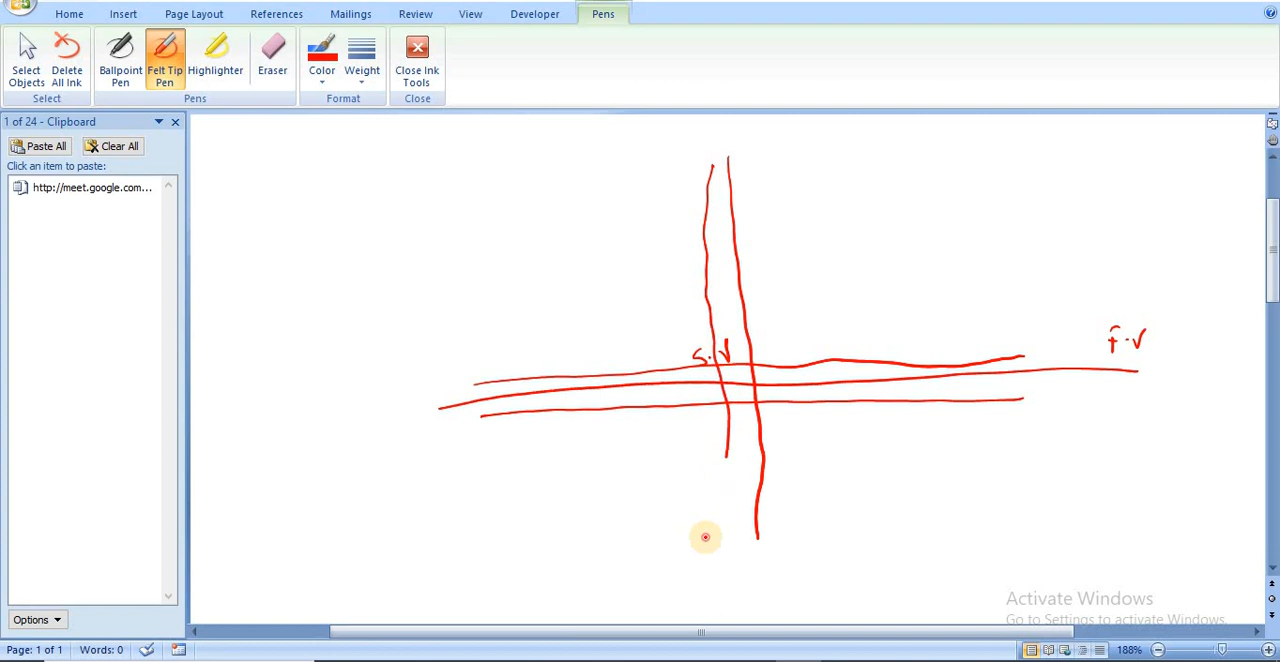 Home Insert Page Layout References Mailings Review View Developer Pens
Select Objects
Delete All Ink
Select
Ballpoint Pen
Felt Tip Pen
Highlighter
Eraser
Pens
Color
Weight
Format
Close Ink Tools
Close
1 of 24 - Clipboard
Paste All Clear All
Click an item to paste:
http://meet.google.com...
Options
F.V
S.V
Activate Windows
Go to Settings to activate Windows.
Page: 1 of 1 Words: 0 188%